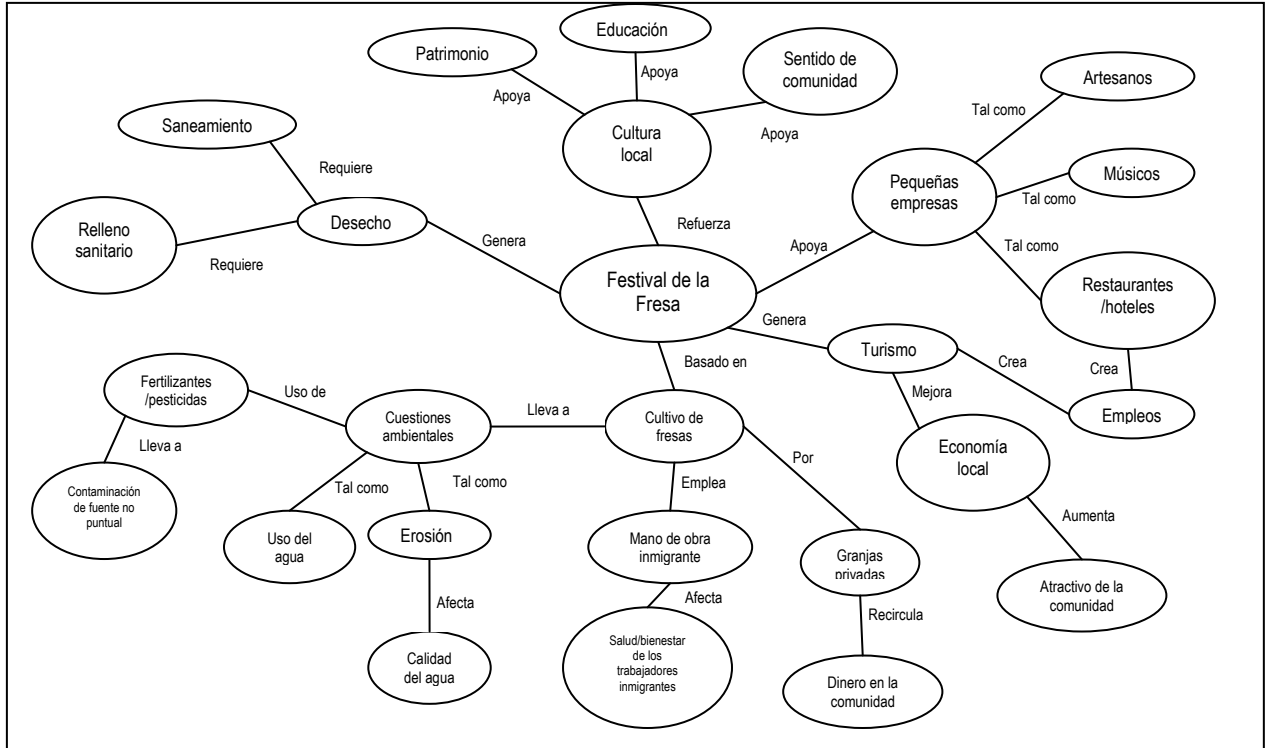 Educación
Patrimonio
Sentido de
comunidad
Artesanos
Apoya
Apoya
Tal como
Saneamiento
Cultura
local
Apoya
Requiere
Pequeñas
empresas
Músicos
Tal como
Relleno
sanitario
Desecho
Refuerza
Genera
Apoya
Tal como
Requiere
Festival de la
Fresa
Restaurantes
/hoteles
Genera
Turismo
Basado en
Crea
Crea
Fertilizantes
/pesticidas
Uso de
Mejora
Cuestiones
ambientales
Lleva a
Cultivo de
fresas
Empleos
Lleva a
Economía
local
Por
Tal como
Tal como
Emplea
Contaminación
de fuente no
puntual
Aumenta
Uso del
agua
Erosión
Mano de obra
inmigrante
Granjas
privadas
Atractivo de la
comunidad
Afecta
Afecta
Recircula
Calidad
del agua
Salud/bienestar
de los
trabajadores
inmigrantes
Dinero en la
comunidad